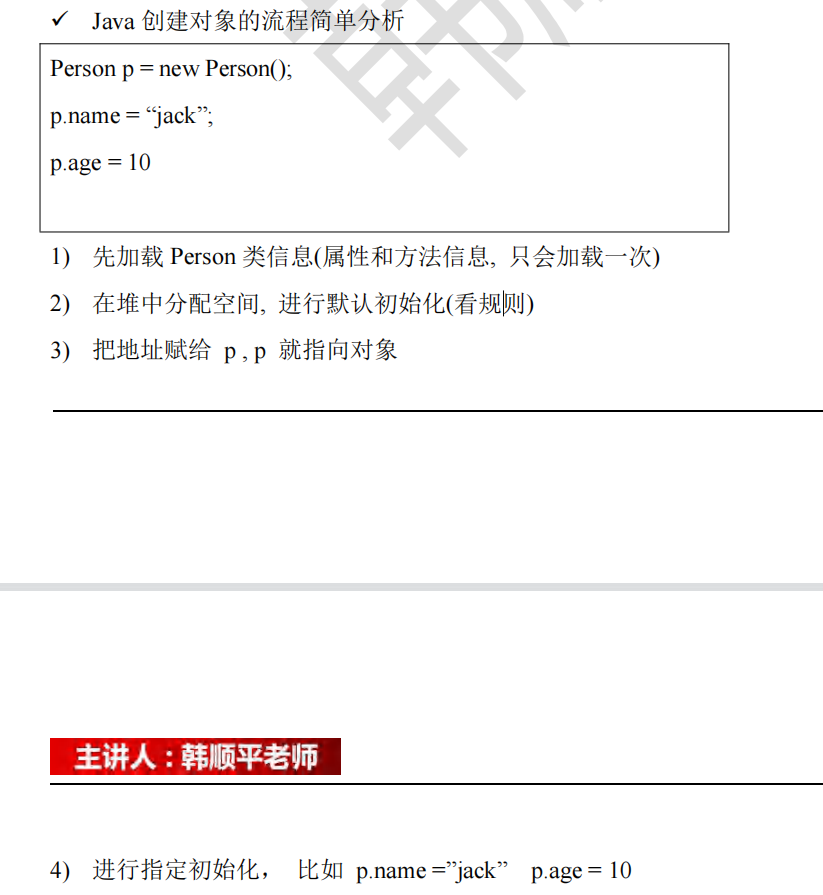 ✓ Java 创建对象的流程简单分析
Person p = new Person();
p.name = “jack”;
p.age = 10
1) 先加载 Person 类信息(属性和方法信息, 只会加载一次)
2) 在堆中分配空间, 进行默认初始化(看规则)
3) 把地址赋给 p , p 就指向对象
主讲人：韩顺平老师
4) 进行指定初始化， 比如 p.name =”jack” p.age = 10